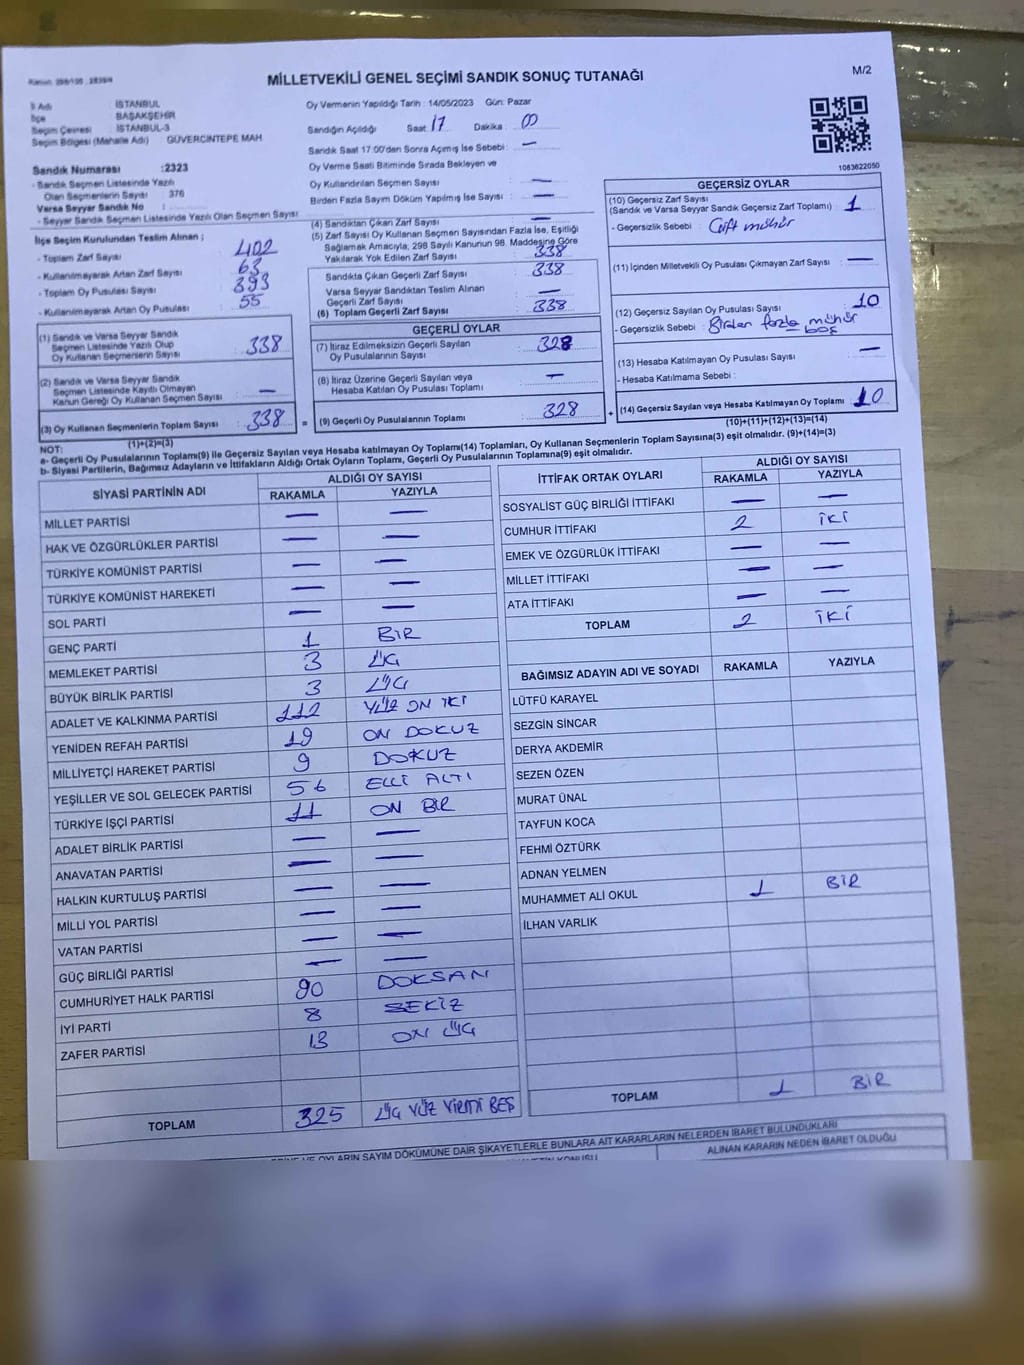 MİLLETVEKİLİ GENEL SEÇİMİ SANDIK SONUÇ TUTANAĞI
M/2
İl Adı İSTANBUL
İlçe BAŞAKŞEHİR
Seçim Çevresi İSTANBUL-3
Seçim Bölgesi (Mahalle Adı) GÜVERCİNTEPE MAH.
Oy Vermenin Yapıldığı Tarih : 14/05/2023 Gün: Pazar
Sandığın Açıldığı Saat 17 Dakika : 00
Sandık Saat 17:00'dan Sonra Açımış İse Sebebi : —
Oy Verme Saati Bitiminde Sırada Bekleyen ve
Oy Kullandırılan Seçmen Sayısı : —
Birden Fazla Sayım Döküm Yapılmış İse Sayısı : —
1083822050
Sandık Numarası :2323
- Sandık Seçmen Listesinde Yazılı
Olan Seçmenlerin Sayısı 376
Varsa Seyyar Sandık No :
- Seyyar Sandık Seçmen Listesinde Yazılı Olan Seçmen Sayısı
İlçe Seçim Kurulundan Teslim Alınan ;
- Toplam Zarf Sayısı : 402
- Kullanılmayarak Artan Zarf Sayısı : 63
- Toplam Oy Pusulası Sayısı : 393
- Kullanılmayarak Artan Oy Pusulası : 55
(1) Sandık ve Varsa Seyyar Sandık
Seçmen Listesinde Yazılı Olup
Oy Kullanan Seçmenlerin Sayısı : 338
(2) Sandık ve Varsa Seyyar Sandık
Seçmen Listesinde Kayıtlı Olmayan
Kanun Gereği Oy Kullanan Seçmen Sayısı : —
(3) Oy Kullanan Seçmenlerin Toplam Sayısı : 338
(1)+(2)=(3)
(4) Sandıktan Çıkan Zarf Sayısı : —
(5) Zarf Sayısı Oy Kullanan Seçmen Sayısından Fazla İse, Eşitliği
Sağlamak Amacıyla, 298 Sayılı Kanunun 98. Maddesine Göre
Yakılarak Yok Edilen Zarf Sayısı : 338
Sandıkta Çıkan Geçerli Zarf Sayısı : 338
Varsa Seyyar Sandıktan Teslim Alınan
Geçerli Zarf Sayısı : —
(6) Toplam Geçerli Zarf Sayısı : 338
GEÇERLİ OYLAR
(7) İtiraz Edilmeksizin Geçerli Sayılan
Oy Pusulalarının Sayısı : 328
(8) İtiraz Üzerine Geçerli Sayılan veya
Hesaba Katılan Oy Pusulaları Toplamı : —
= (9) Geçerli Oy Pusulalarının Toplamı : 328 +
GEÇERSİZ OYLAR
(10) Geçersiz Zarf Sayısı
(Sandık ve Varsa Seyyar Sandık Geçersiz Zarf Toplamı) : 1
- Geçersizlik Sebebi : Çift mühür
(11) İçinden Milletvekili Oy Pusulası Çıkmayan Zarf Sayısı : —
(12) Geçersiz Sayılan Oy Pusulası Sayısı : 10
- Geçersizlik Sebebi : Birden fazla mühür
boş
(13) Hesaba Katılmayan Oy Pusulası Sayısı : —
- Hesaba Katılmama Sebebi :
(14) Geçersiz Sayılan veya Hesaba Katılmayan Oy Toplamı : 10
(10)+(11)+(12)+(13)=(14)
NOT:
a- Geçerli Oy Pusulalarının Toplamı(9) ile Geçersiz Sayılan veya Hesaba katılmayan Oy Toplamı(14) Toplamları, Oy Kullanan Seçmenlerin Toplam Sayısına(3) eşit olmalıdır. (9)+(14)=(3)
b- Siyasi Partilerin, Bağımsız Adayların ve İttifakların Aldığı Ortak Oyların Toplamı, Geçerli Oy Pusulalarının Toplamına(9) eşit olmalıdır.
SİYASİ PARTİNİN ADI ALDIĞI OY SAYISI
RAKAMLA YAZIYLA
MİLLET PARTİSİ — —
HAK VE ÖZGÜRLÜKLER PARTİSİ — —
TÜRKİYE KOMÜNİST PARTİSİ — —
TÜRKİYE KOMÜNİST HAREKETİ — —
SOL PARTİ — —
GENÇ PARTİ 1 BİR
MEMLEKET PARTİSİ 3 ÜÇ
BÜYÜK BİRLİK PARTİSİ 3 ÜÇ
ADALET VE KALKINMA PARTİSİ 112 YÜZ ON İKİ
YENİDEN REFAH PARTİSİ 19 ON DOKUZ
MİLLİYETÇİ HAREKET PARTİSİ 9 DOKUZ
YEŞİLLER VE SOL GELECEK PARTİSİ 56 ELLİ ALTI
TÜRKİYE İŞÇİ PARTİSİ 11 ON BİR
ADALET BİRLİK PARTİSİ — —
ANAVATAN PARTİSİ — —
HALKIN KURTULUŞ PARTİSİ — —
MİLLİ YOL PARTİSİ — —
VATAN PARTİSİ — —
GÜÇ BİRLİĞİ PARTİSİ — —
CUMHURİYET HALK PARTİSİ 90 DOKSAN
İYİ PARTİ 8 SEKİZ
ZAFER PARTİSİ 13 ON ÜÇ
TOPLAM 325 ÜÇ YÜZ YİRMİ BEŞ
İTTİFAK ORTAK OYLARI ALDIĞI OY SAYISI
RAKAMLA YAZIYLA
SOSYALİST GÜÇ BİRLİĞİ İTTİFAKI — —
CUMHUR İTTİFAKI 2 İKİ
EMEK VE ÖZGÜRLÜK İTTİFAKI — —
MİLLET İTTİFAKI — —
ATA İTTİFAKI — —
TOPLAM 2 İKİ
BAĞIMSIZ ADAYIN ADI VE SOYADI RAKAMLA YAZIYLA
LÜTFÜ KARAYEL
SEZGİN SİNCAR
DERYA AKDEMİR
SEZEN ÖZEN
MURAT ÜNAL
TAYFUN KOCA
FEHMİ ÖZTÜRK
ADNAN YELMEN
MUHAMMET ALİ OKUL 1 BİR
İLHAN VARLIK
TOPLAM 1 BİR
VE OYLARIN SAYIM DÖKÜMÜNE DAİR ŞİKAYETLERLE BUNLARA AİT KARARLARIN NELERDEN İBARET BULUNDUKLARI
ALINAN KARARIN NEDEN İBARET OLDUĞU